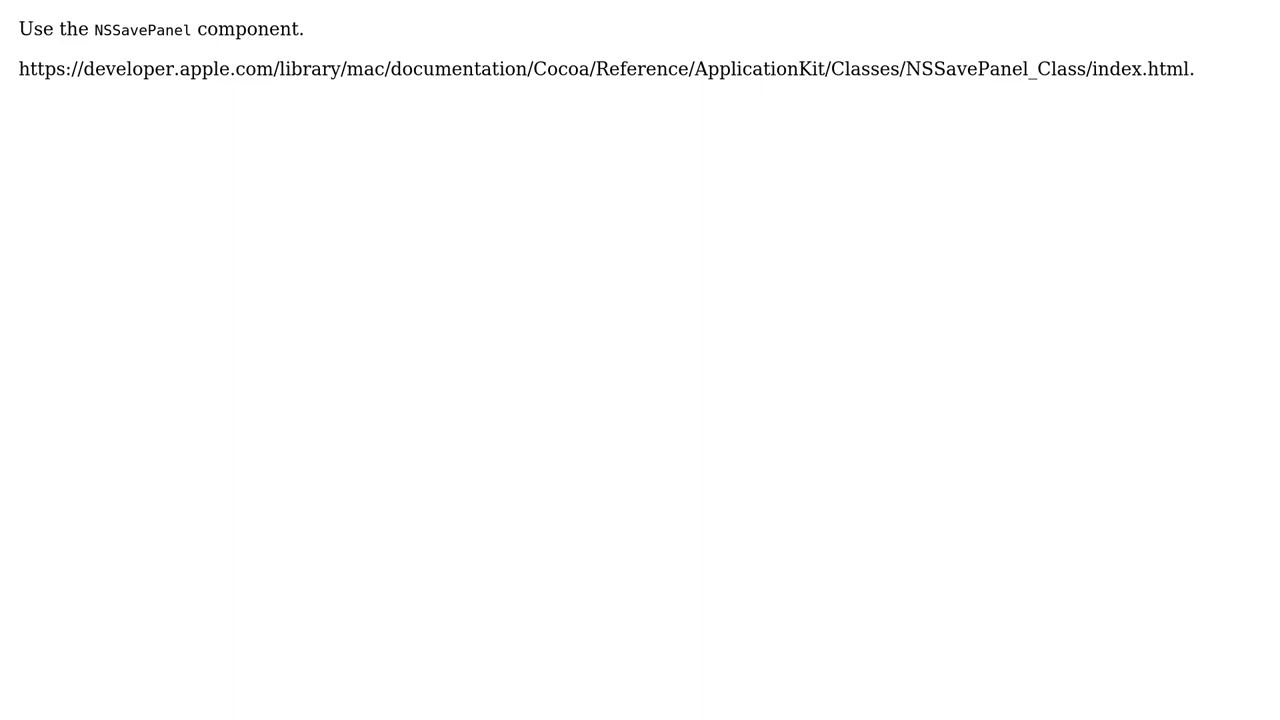 Use the NSSavePanel component.
https://developer.apple.com/library/mac/documentation/Cocoa/Reference/ApplicationKit/Classes/NSSavePanel_Class/index.html.